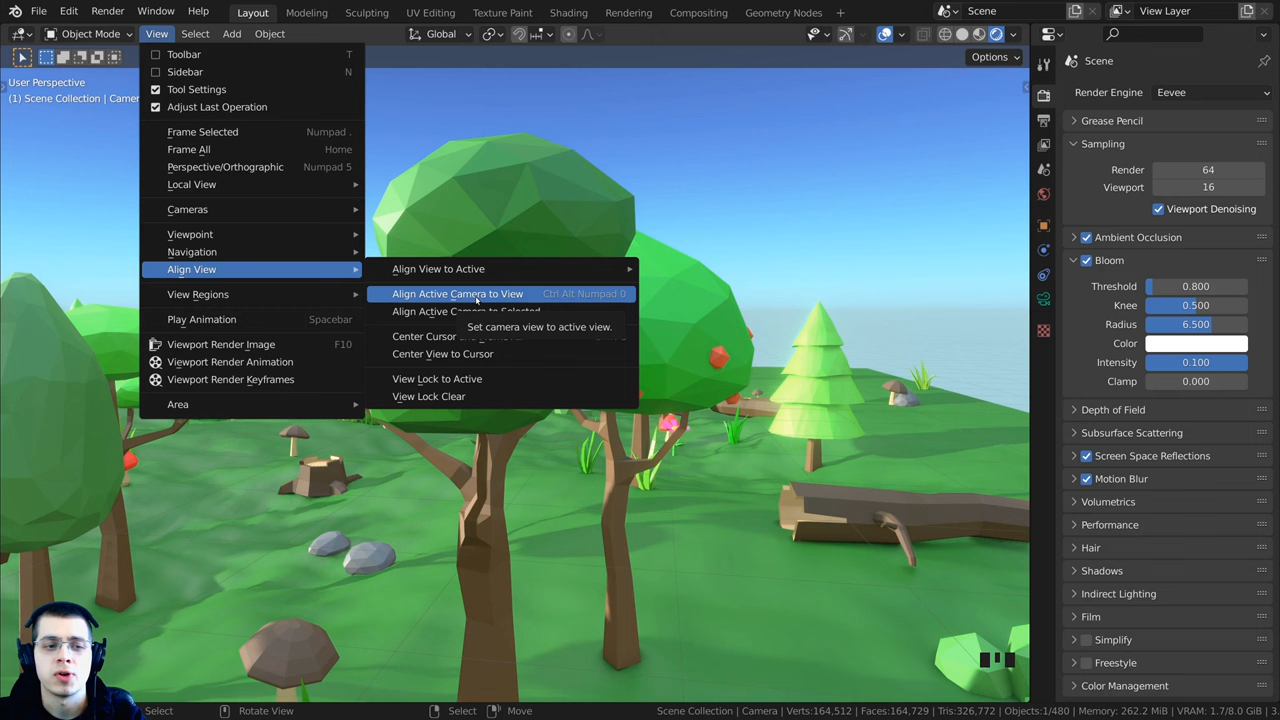 File Edit Render Window Help Layout Modeling Sculpting UV Editing Texture Paint Shading Rendering Compositing Geometry Nodes Scene View Layer
Object Mode View Select Add Object Global
Options
User Perspective
(1) Scene Collection | Camer
Toolbar T
Sidebar N
Tool Settings
Adjust Last Operation
Frame Selected Numpad .
Frame All Home
Perspective/Orthographic Numpad 5
Local View
Cameras
Viewpoint
Navigation
Align View
View Regions
Play Animation Spacebar
Viewport Render Image F10
Viewport Render Animation
Viewport Render Keyframes
Area
Align View to Active
Align Active Camera to View Ctrl Alt Numpad 0
Align Active Camera to Selected
Set camera view to active view.
Center Cursor
Center View to Cursor
View Lock to Active
View Lock Clear
Scene
Render Engine Eevee
Grease Pencil
Sampling
Render 64
Viewport 16
Viewport Denoising
Ambient Occlusion
Bloom
Threshold 0.800
Knee 0.500
Radius 6.500
Color
Intensity 0.100
Clamp 0.000
Depth of Field
Subsurface Scattering
Screen Space Reflections
Motion Blur
Volumetrics
Performance
Hair
Shadows
Indirect Lighting
Film
Simplify
Freestyle
Color Management
Select Rotate View Select Move Scene Collection | Camera | Verts:164,512 | Faces:164,729 | Tris:326,772 | Objects:1/480 | Memory: 262.2 MiB | VRAM: 1.7/8.0 GiB | 3.